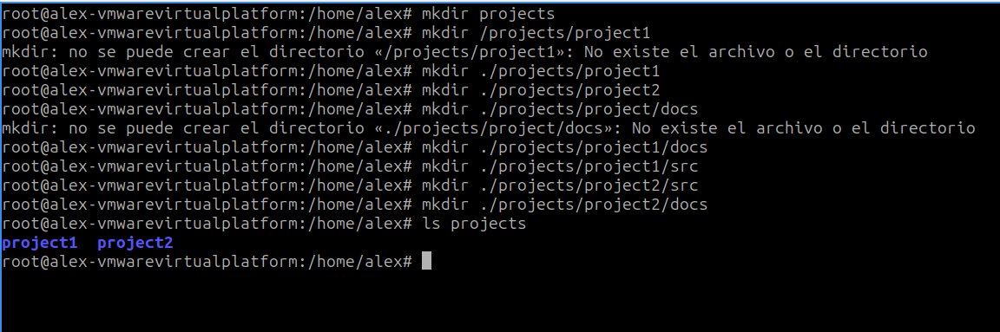 root@alex-vmwarevirtualplatform:/home/alex# mkdir projects
root@alex-vmwarevirtualplatform:/home/alex# mkdir /projects/project1
mkdir: no se puede crear el directorio «/projects/project1»: No existe el archivo o el directorio
root@alex-vmwarevirtualplatform:/home/alex# mkdir ./projects/project1
root@alex-vmwarevirtualplatform:/home/alex# mkdir ./projects/project2
root@alex-vmwarevirtualplatform:/home/alex# mkdir ./projects/project/docs
mkdir: no se puede crear el directorio «./projects/project/docs»: No existe el archivo o el directorio
root@alex-vmwarevirtualplatform:/home/alex# mkdir ./projects/project1/docs
root@alex-vmwarevirtualplatform:/home/alex# mkdir ./projects/project1/src
root@alex-vmwarevirtualplatform:/home/alex# mkdir ./projects/project2/src
root@alex-vmwarevirtualplatform:/home/alex# mkdir ./projects/project2/docs
root@alex-vmwarevirtualplatform:/home/alex# ls projects
project1  project2
root@alex-vmwarevirtualplatform:/home/alex#